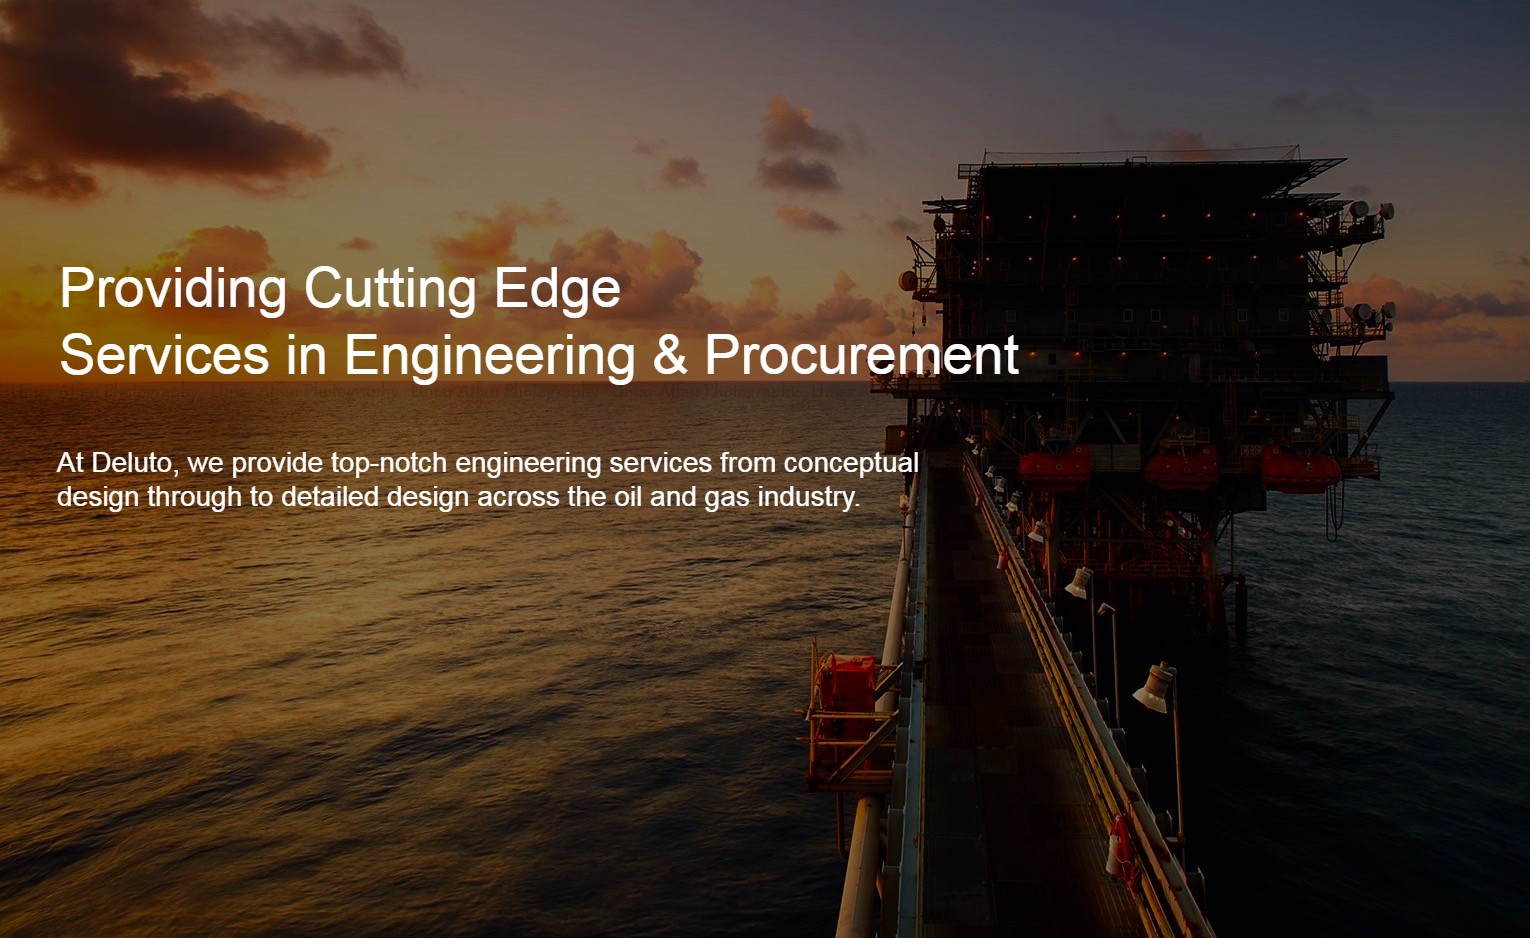 Providing Cutting Edge
Services in Engineering & Procurement
At Deluto, we provide top-notch engineering services from conceptual
design through to detailed design across the oil and gas industry.